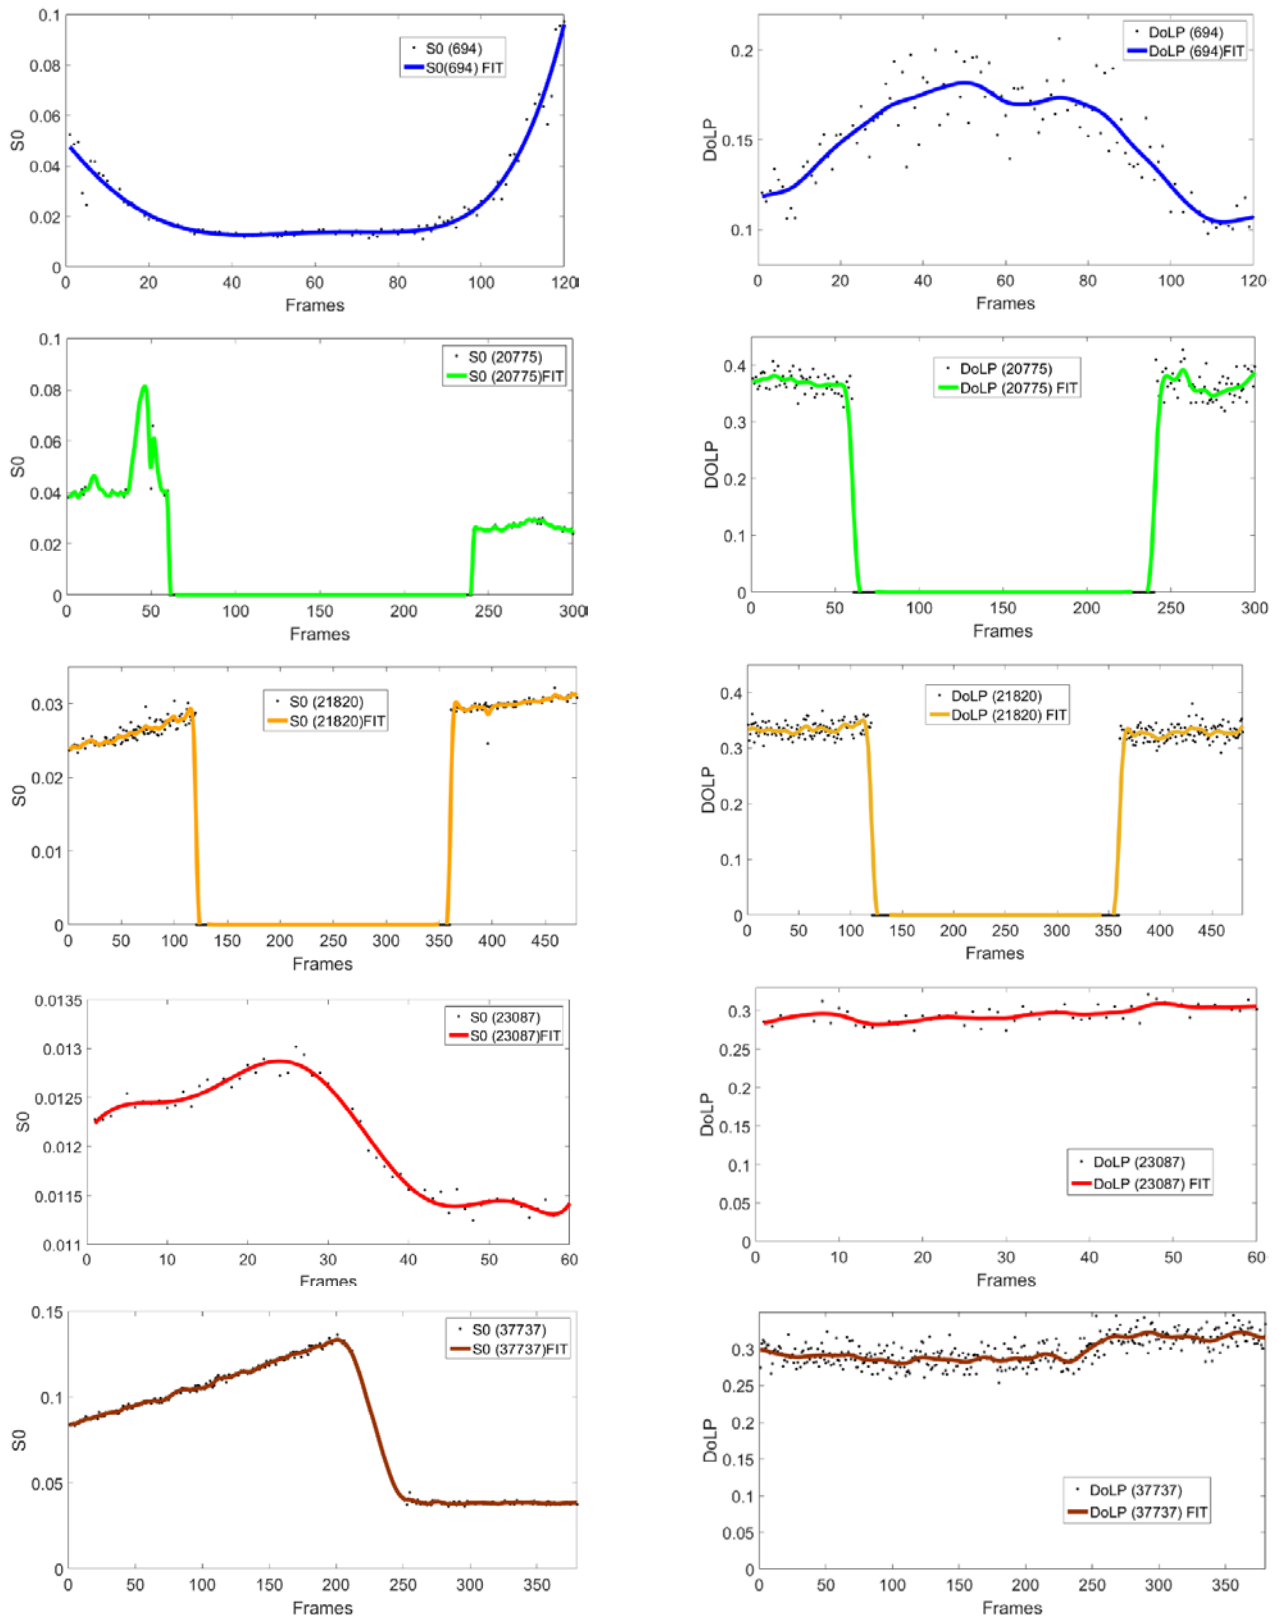 0.1
0.08
0.06
0.04
0.02
0
S0
S0 (694)
S0(694) FIT
0 20 40 60 80 100 120
Frames
0.2
0.15
0.1
DoLP
DoLP (694)
DoLP (694)FIT
0 20 40 60 80 100 120
Frames
0.1
0.08
0.06
0.04
0.02
0
S0
S0 (20775)
S0 (20775)FIT
0 50 100 150 200 250 300
Frames
0.4
0.3
0.2
0.1
0
DOLP
DoLP (20775)
DoLP (20775) FIT
0 50 100 150 200 250 300
Frames
0.03
0.02
0.01
0
S0
S0 (21820)
S0 (21820)FIT
0 50 100 150 200 250 300 350 400 450
Frames
0.4
0.3
0.2
0.1
0
DOLP
DoLP (21820)
DoLP (21820) FIT
0 50 100 150 200 250 300 350 400 450
Frames
0.0135
0.013
0.0125
0.012
0.0115
0.011
S0
S0 (23087)
S0 (23087)FIT
0 10 20 30 40 50 60
Frames
0.3
0.25
0.2
0.15
0.1
0.05
0
DoLP
DoLP (23087)
DoLP (23087) FIT
0 10 20 30 40 50 60
Frames
0.15
0.1
0.05
0
S0
S0 (37737)
S0 (37737)FIT
0 50 100 150 200 250 300 350
Frames
0.3
0.25
0.2
0.15
0.1
0.05
0
DoLP
DoLP (37737)
DoLP (37737) FIT
0 50 100 150 200 250 300 350
Frames